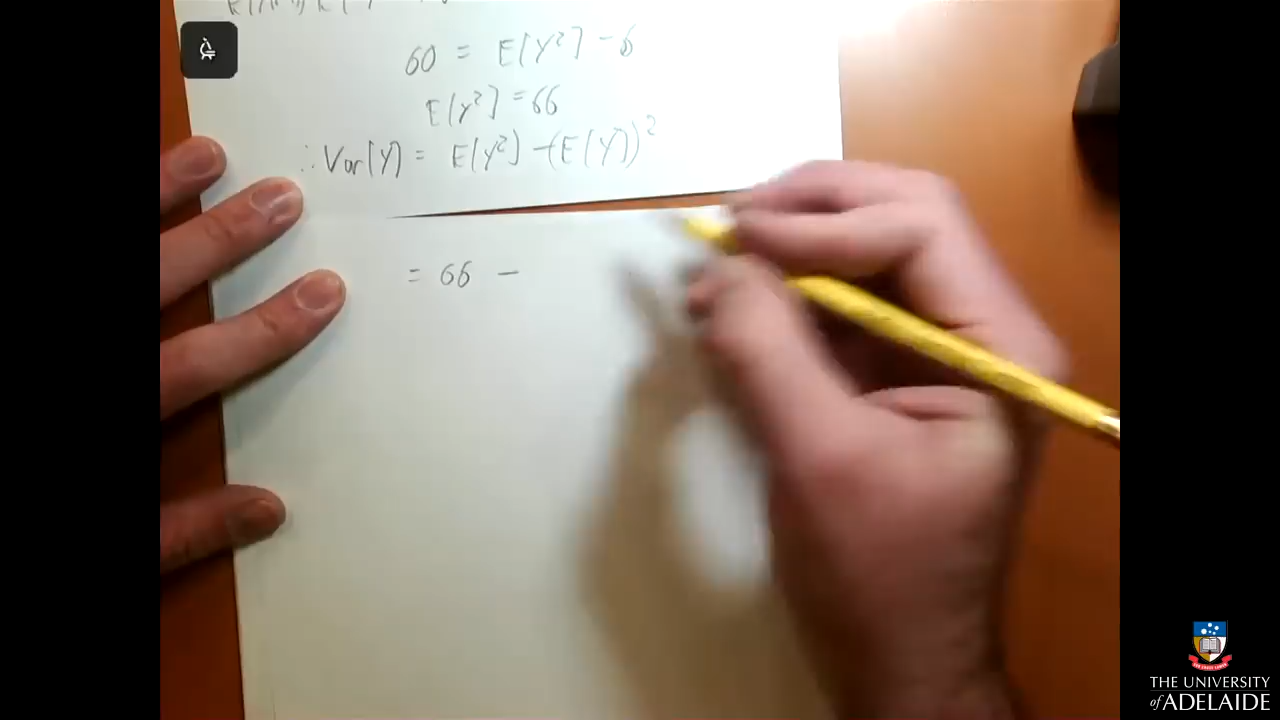 60 = E[Y²] - 6
E[Y²] = 66
∴ Var[Y] = E[Y²] - (E[Y])²
= 66 -
THE UNIVERSITY
of ADELAIDE